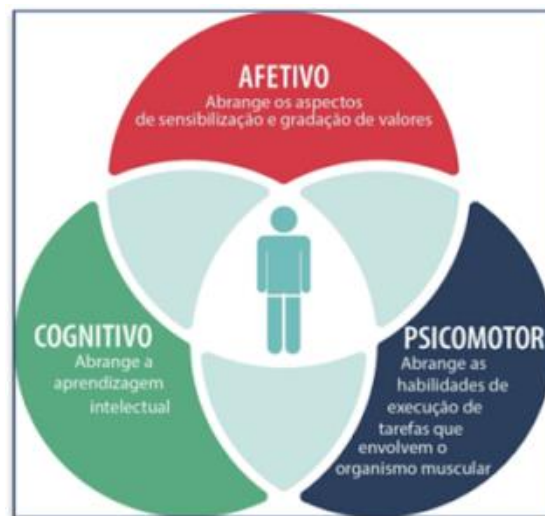 AFETIVO
Abrange os aspectos
de sensibilização e gradação de valores
COGNITIVO
Abrange a
aprendizagem
intelectual
PSICOMOTOR
Abrange as
habilidades de
execução de
tarefas que
envolvem o
organismo muscular